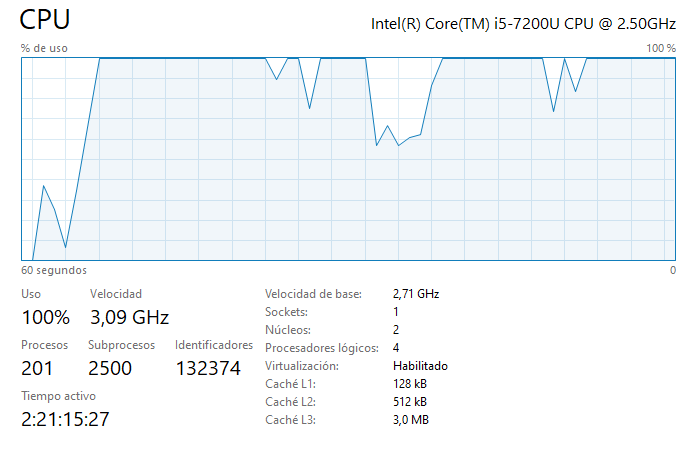 CPU
Intel(R) Core(TM) i5-7200U CPU @ 2.50GHz
% de uso
100 %
60 segundos
0
Uso
Velocidad
100%
3,09 GHz
Procesos
Subprocesos
Identificadores
201
2500
132374
Tiempo activo
2:21:15:27
Velocidad de base: 2,71 GHz
Sockets: 1
Núcleos: 2
Procesadores lógicos: 4
Virtualización: Habilitado
Caché L1: 128 kB
Caché L2: 512 kB
Caché L3: 3,0 MB